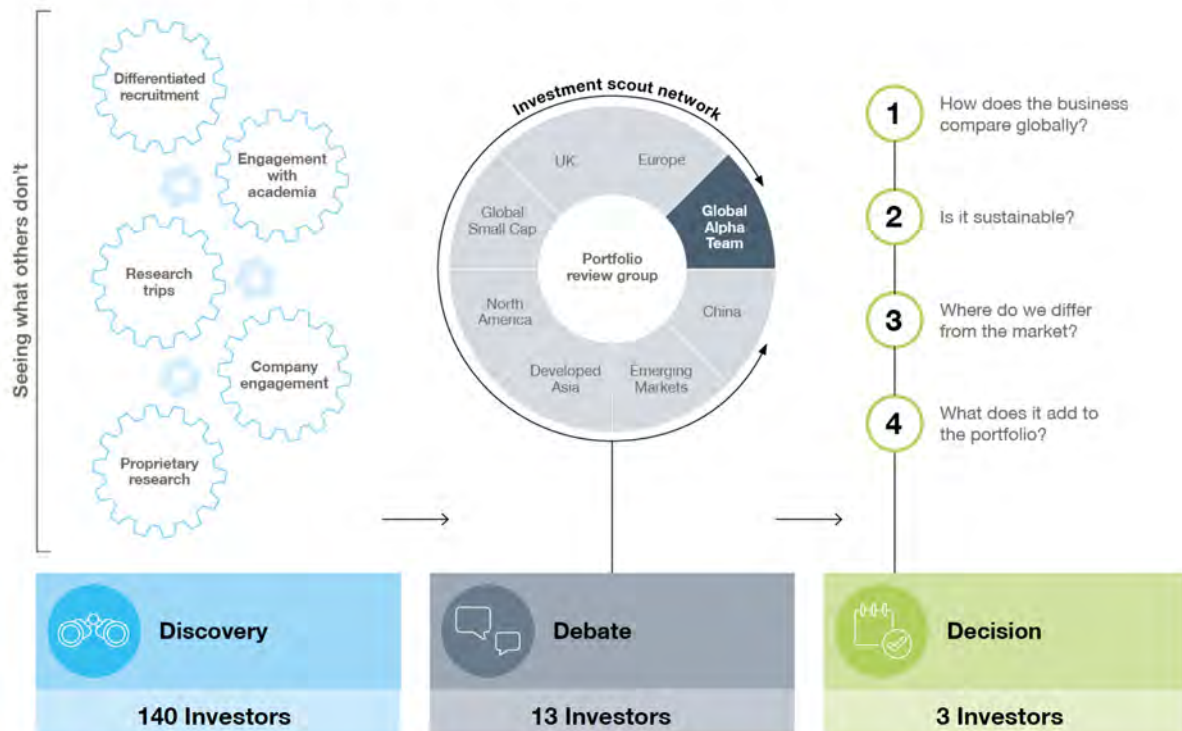 Seeing what others don't
Differentiated
recruitment
Engagement
with
academia
Research
trips
Company
engagement
Proprietary
research
Investment scout network
UK
Europe
Global
Small Cap
Global
Alpha
Team
Portfolio
review group
North
America
China
Developed
Asia
Emerging
Markets
1
How does the business
compare globally?
2
Is it sustainable?
3
Where do we differ
from the market?
4
What does it add to
the portfolio?
Discovery
140 Investors
Debate
13 Investors
Decision
3 Investors